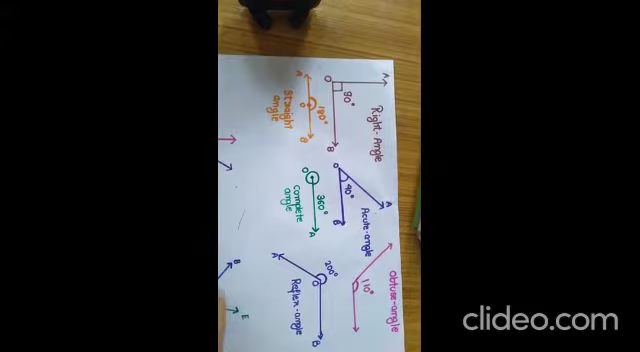 Right-Angle
A
O
90°
B
Acute-angle
A
O
40°
B
Obtuse-angle
110°
Straight
angle
A
O
180°
B
Complete
angle
O
360°
A
Reflex-angle
A
O
200°
B
B
E
clideo.com